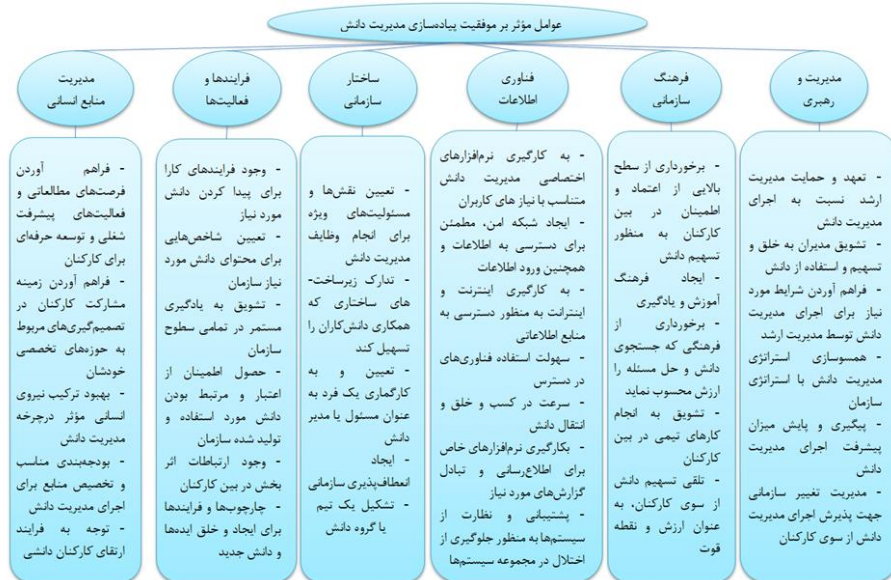 عوامل مؤثر بر موفقیت پیاده‌سازی مدیریت دانش
مدیریت و
رهبری
فرهنگ
سازمانی
فناوری
اطلاعات
ساختار
سازمانی
فرایندها و
فعالیت‌ها
مدیریت
منابع انسانی
- تعهد و حمایت مدیریت
ارشد نسبت به اجرای
مدیریت دانش
- تشویق مدیران به خلق و
تسهیم و استفاده از دانش
- فراهم آوردن شرایط مورد
نیاز برای اجرای مدیریت
دانش توسط مدیریت ارشد
- همسوسازی استراتژی
مدیریت دانش با استراتژی
سازمان
- پیگیری و پایش میزان
پیشرفت اجرای مدیریت
دانش
- مدیریت تغییر سازمانی
جهت پذیرش اجرای مدیریت
دانش از سوی کارکنان
- برخورداری از سطح
بالایی از اعتماد و
اطمینان در بین
کارکنان به منظور
تسهیم دانش
- ایجاد فرهنگ
آموزش و یادگیری
- برخورداری از
فرهنگی که جستجوی
دانش و حل مسئله را
ارزش محسوب نماید
- تشویق به انجام
کارهای تیمی در بین
کارکنان
- تلقی تسهیم دانش
از سوی کارکنان، به
عنوان ارزش و نقطه
قوت
- به کارگیری نرم‌افزارهای
اختصاصی مدیریت دانش
متناسب با نیاز های کاربران
- ایجاد شبکه امن، مطمئن
برای دسترسی به اطلاعات و
همچنین ورود اطلاعات
- به کارگیری اینترنت و
اینترانت به منظور دسترسی به
منابع اطلاعاتی
- سهولت استفاده فناوری‌های
در دسترس
- سرعت در کسب و خلق و
انتقال دانش
- بکارگیری نرم‌افزارهای خاص
برای اطلاع‌رسانی و تبادل
گزارش‌های مورد نیاز
- پشتیبانی و نظارت از
سیستم‌ها به منظور جلوگیری از
اختلال در مجموعه سیستم‌ها
- تعیین نقش‌ها و
مسئولیت‌های ویژه
برای انجام وظایف
مدیریت دانش
- تدارک زیرساخت-
های ساختاری که
همکاری دانش‌کاران را
تسهیل کند
- تعیین و به
کارگماری یک فرد به
عنوان مسئول یا مدیر
دانش
- ایجاد
انعطاف‌پذیری سازمانی
- تشکیل یک تیم
یا گروه دانش
- وجود فرایندهای کارا
برای پیدا کردن دانش
مورد نیاز
- تعیین شاخص‌هایی
برای محتوای دانش مورد
نیاز سازمان
- تشویق به یادگیری
مستمر در تمامی سطوح
سازمان
- حصول اطمینان از
اعتبار و مرتبط بودن
دانش مورد استفاده و
تولید شده سازمان
- وجود ارتباطات اثر
بخش در بین کارکنان
- چارچوب‌ها و فرایندها
برای ایجاد و خلق ایده‌ها
و دانش جدید
- فراهم آوردن
فرصت‌های مطالعاتی و
فعالیت‌های پیشرفت
شغلی و توسعه حرفه‌ای
برای کارکنان
- فراهم آوردن زمینه
مشارکت کارکنان در
تصمیم‌گیری‌های مربوط
به حوزه‌های تخصصی
خودشان
- بهبود ترکیب نیروی
انسانی مؤثر درچرخه
مدیریت دانش
- بودجه‌بندی مناسب
و تخصیص منابع برای
اجرای مدیریت دانش
- توجه به فرایند
ارتقای کارکنان دانشی